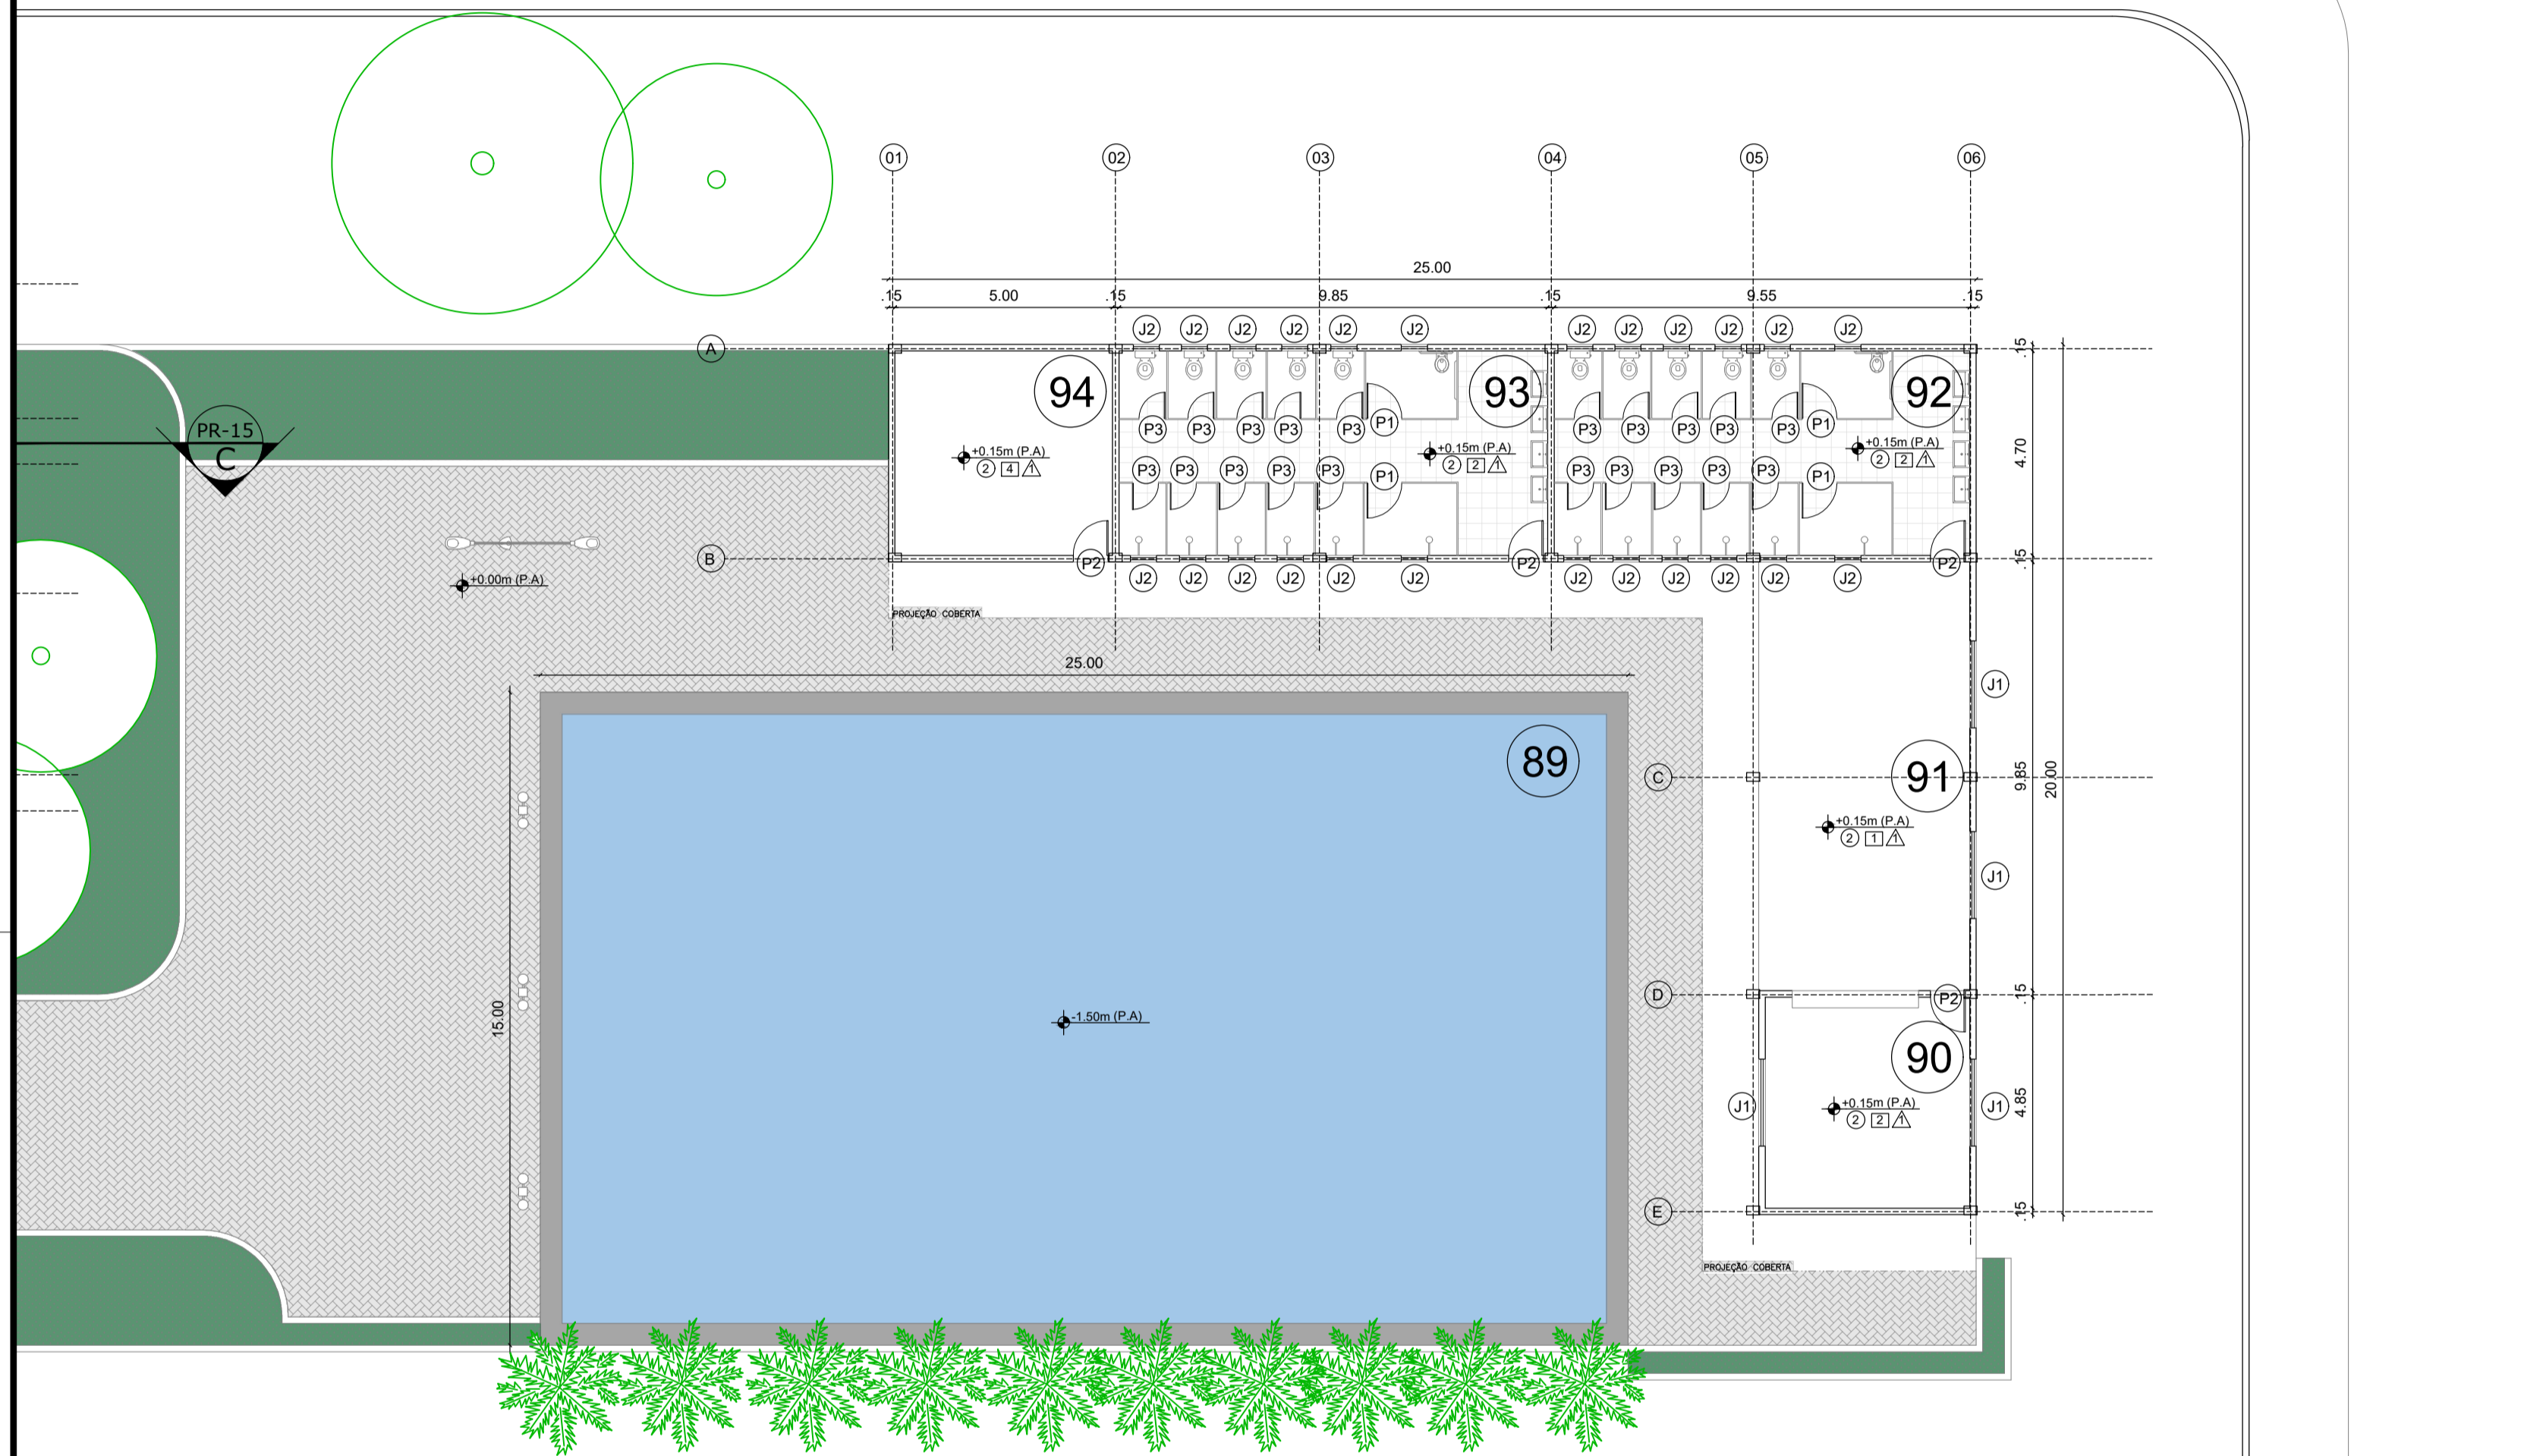 01 02 03 04 05 06
25.00
.15 5.00 .15 9.85 .15 9.55 .15
J2 J2 J2 J2 J2 J2 J2 J2 J2 J2 J2 J2
A
.15
94 93 92
PR-15
C
P3 P3 P3 P3 P3 P1 P3 P3 P3 P3 P3 P1
+0.15m (P.A) +0.15m (P.A) +0.15m (P.A)
2 4 1 2 2 1 2 2 1
4.70
P3 P3 P3 P3 P3 P1 P3 P3 P3 P3 P3 P1
B
P2 P2 P2
.15
J2 J2 J2 J2 J2 J2 J2 J2 J2 J2 J2 J2
+0.00m (P.A)
PROJEÇÃO COBERTA
25.00
J1
89
C
91
9.85
20.00
+0.15m (P.A)
2 1 1
J1
D
P2
.15
15.00
-1.50m (P.A)
90
+0.15m (P.A)
2 2 1
J1 J1
4.85
E
.15
PROJEÇÃO COBERTA